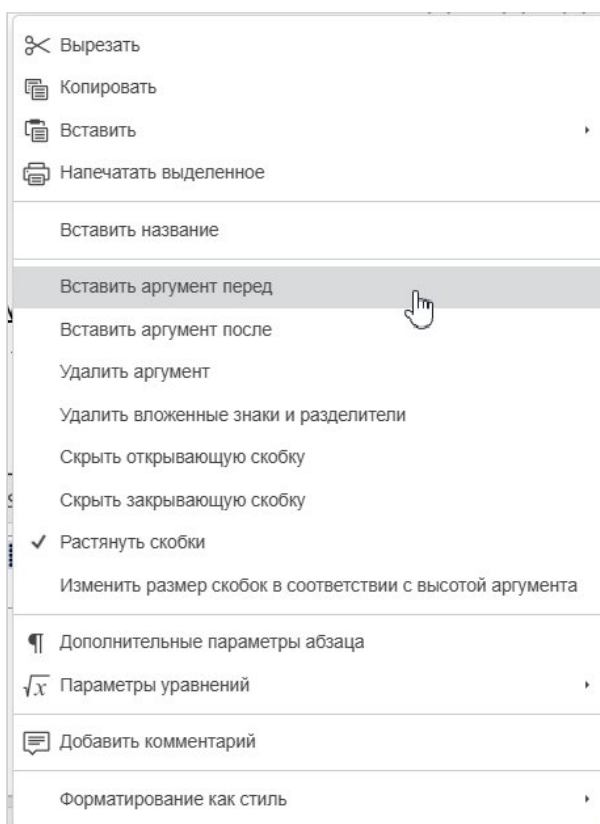 Вырезать
Копировать
Вставить
Напечатать выделенное
Вставить название
Вставить аргумент перед
Вставить аргумент после
Удалить аргумент
Удалить вложенные знаки и разделители
Скрыть открывающую скобку
Скрыть закрывающую скобку
Растянуть скобки
Изменить размер скобок в соответствии с высотой аргумента
Дополнительные параметры абзаца
Параметры уравнений
Добавить комментарий
Форматирование как стиль